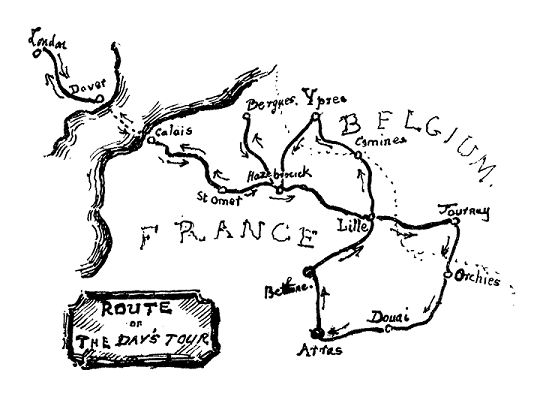 London
Dover
Calais
Bergues.
Ypres
BELGIUM.
Comines
Hazebrouck
St Omer
FRANCE
Lille
Tournay
Orchies
Bethune.
Douai
Arras
ROUTE
OF
THE DAY'S TOUR